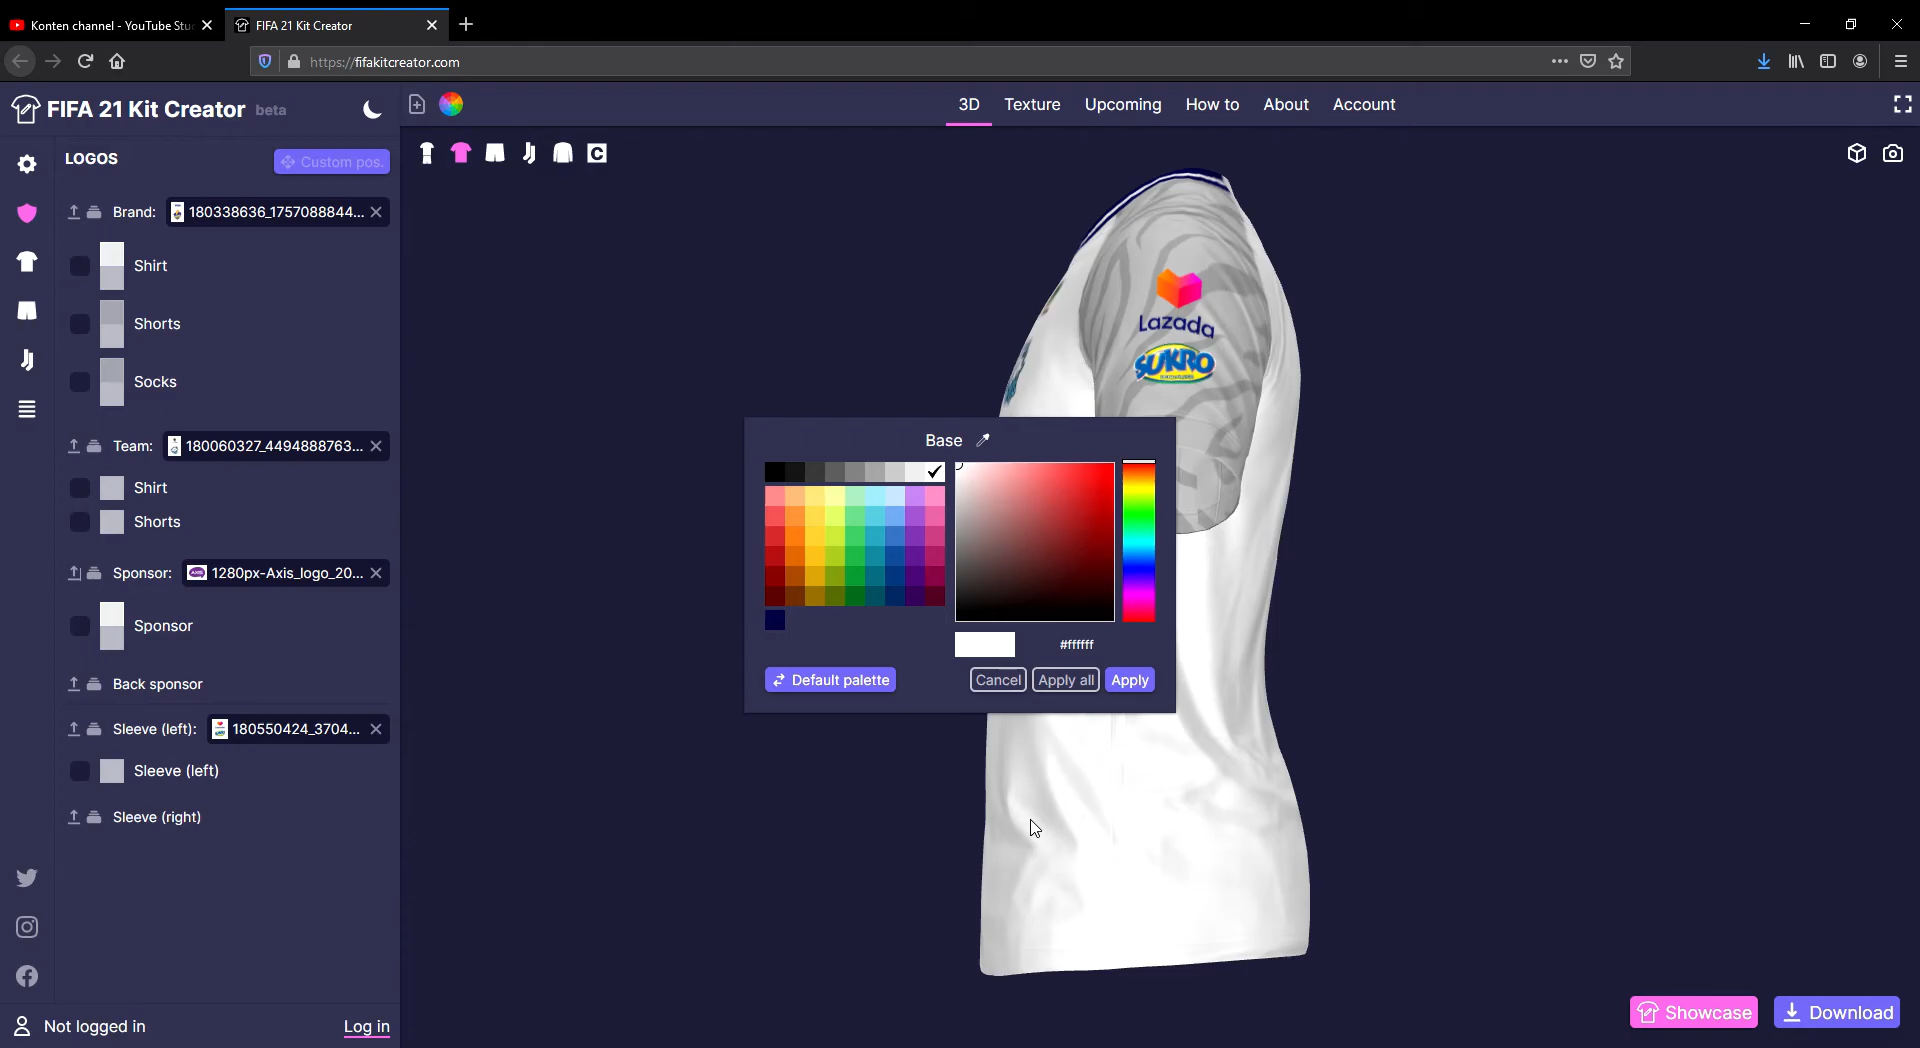 Konten channel - YouTube Stu
FIFA 21 Kit Creator
https://fifakitcreator.com
FIFA 21 Kit Creator beta
3D Texture Upcoming How to About Account
LOGOS
Custom pos.
Brand: 180338636_1757088844...
Shirt
Shorts
Socks
Team: 180060327_4494888763...
Shirt
Shorts
Sponsor: 1280px-Axis_logo_20...
Sponsor
Back sponsor
Sleeve (left): 180550424_3704...
Sleeve (left)
Sleeve (right)
Not logged in
Log in
C
Lazada
SUKRO
Base
#ffffff
Default palette
Cancel
Apply all
Apply
Showcase
Download